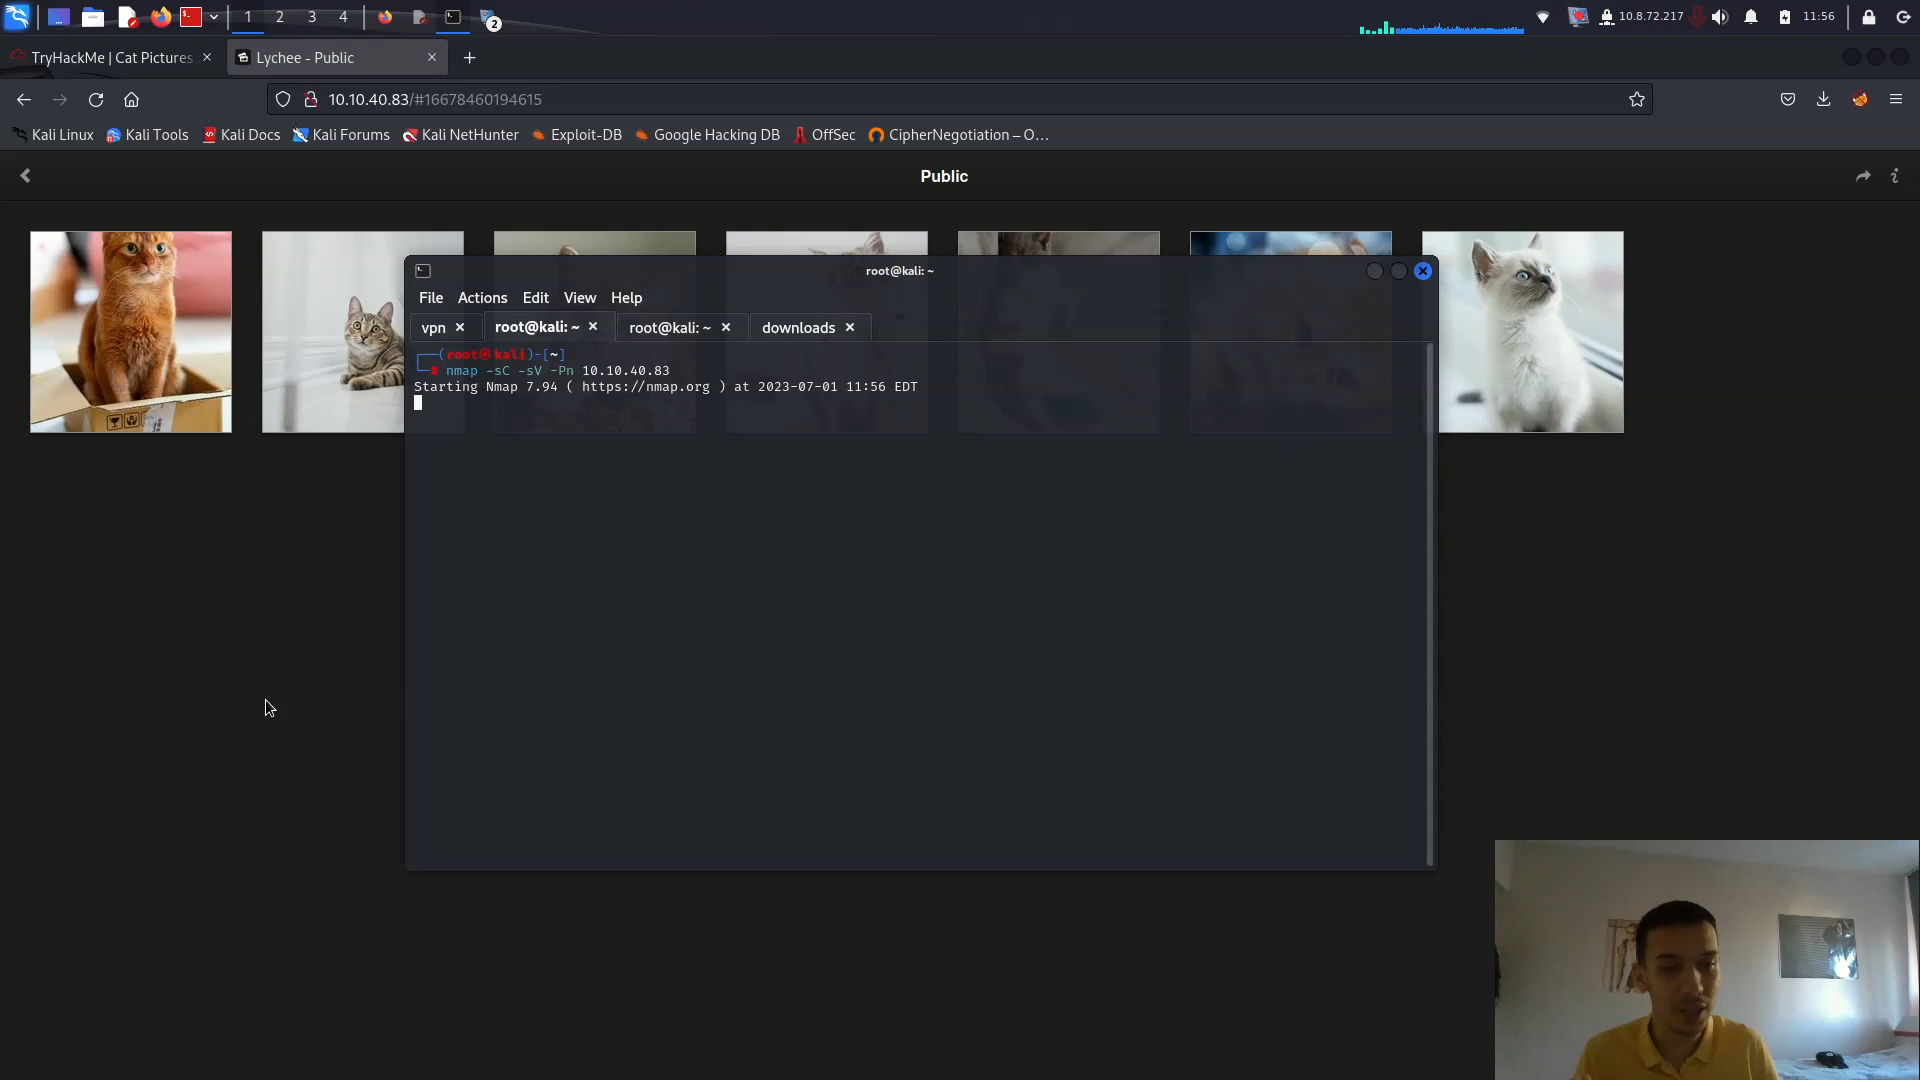 1 2 3 4 2 10.8.72.217 11:56
TryHackMe | Cat Pictures × Lychee - Public × +
10.10.40.83/#16678460194615
Kali Linux Kali Tools Kali Docs Kali Forums Kali NetHunter Exploit-DB Google Hacking DB OffSec CipherNegotiation – O…
Public
root@kali: ~
File Actions Edit View Help
vpn × root@kali: ~ × root@kali: ~ × downloads ×
┌──(root㉿kali)-[~]
└─# nmap -sC -sV -Pn 10.10.40.83
Starting Nmap 7.94 ( https://nmap.org ) at 2023-07-01 11:56 EDT